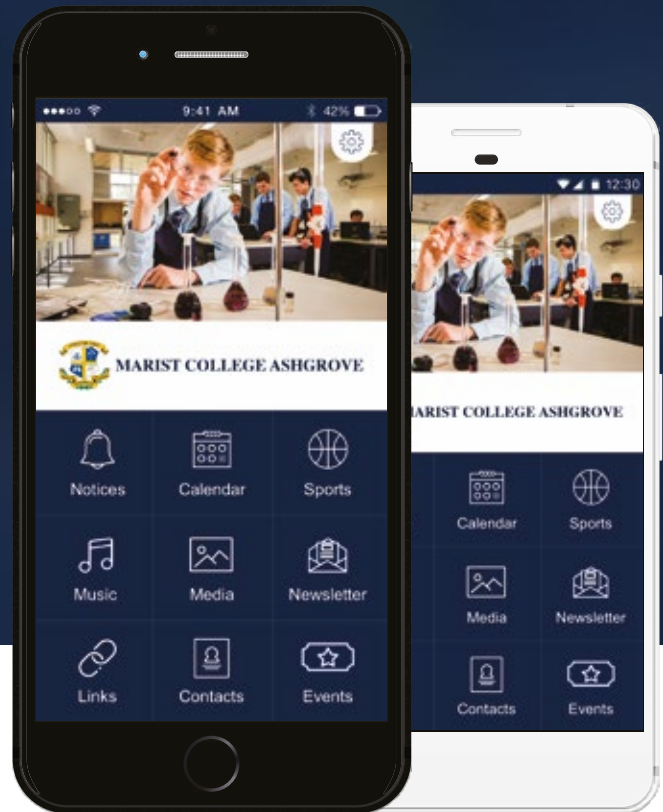 9:41 AM
42%
MARIST COLLEGE ASHGROVE
Notices Calendar Sports
Music Media Newsletter
Links Contacts Events
12:30
ARIST COLLEGE ASHGROVE
Calendar Sports
Media Newsletter
Contacts Events